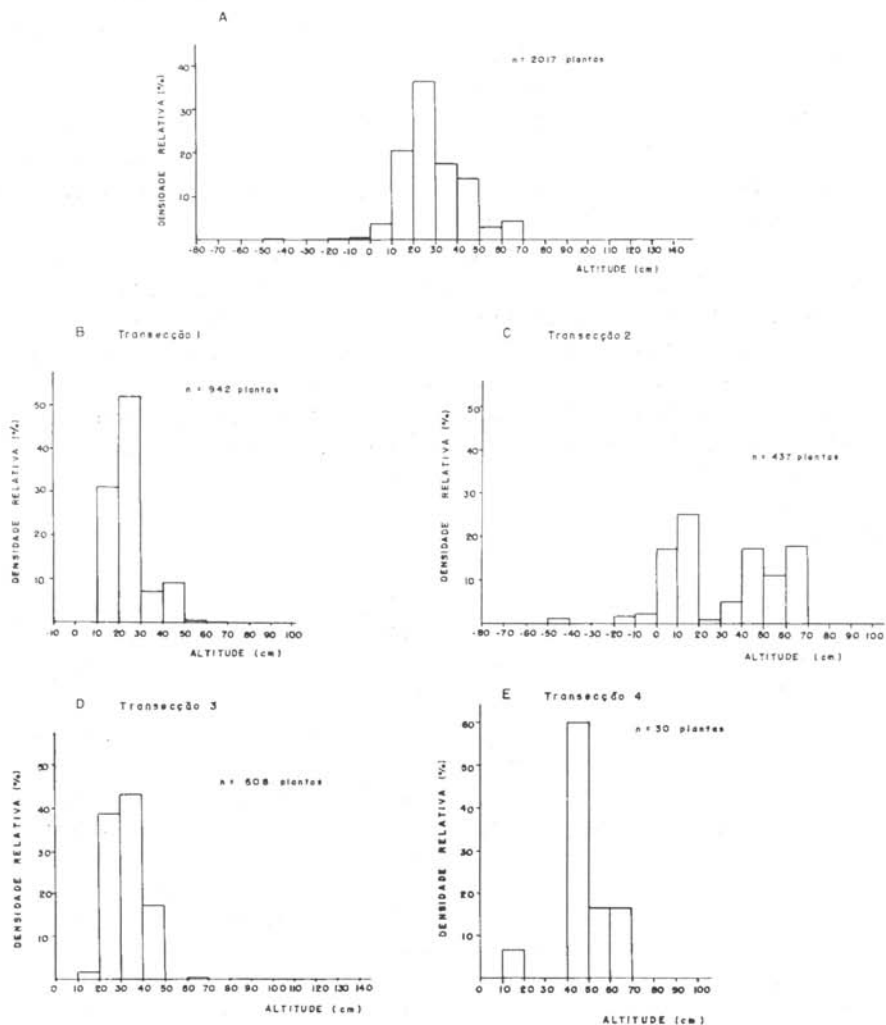 A
n = 2017 plantas
DENSIDADE RELATIVA (%)
40
30
20
10
-80 -70 -60 -50 -40 -30 -20 -10 0 10 20 30 40 50 60 70 80 90 100 110 120 130 140
ALTITUDE (cm)
B Transecção 1
n = 942 plantas
DENSIDADE RELATIVA (%)
50
40
30
20
10
-10 0 10 20 30 40 50 60 70 80 90 100
ALTITUDE (cm)
C Transecção 2
n = 437 plantas
DENSIDADE RELATIVA (%)
50
40
30
20
10
-80 -70 -60 -50 -40 -30 -20 -10 0 10 20 30 40 50 60 70 80 90 100
ALTITUDE (cm)
D Transecção 3
n = 608 plantas
DENSIDADE RELATIVA (%)
50
40
30
20
10
0 10 20 30 40 50 60 70 80 90 100 110 120 130 140
ALTITUDE (cm)
E Transecção 4
n = 30 plantas
DENSIDADE RELATIVA (%)
60
50
40
30
20
10
0 10 20 30 40 50 60 70 80 90 100
ALTITUDE (cm)